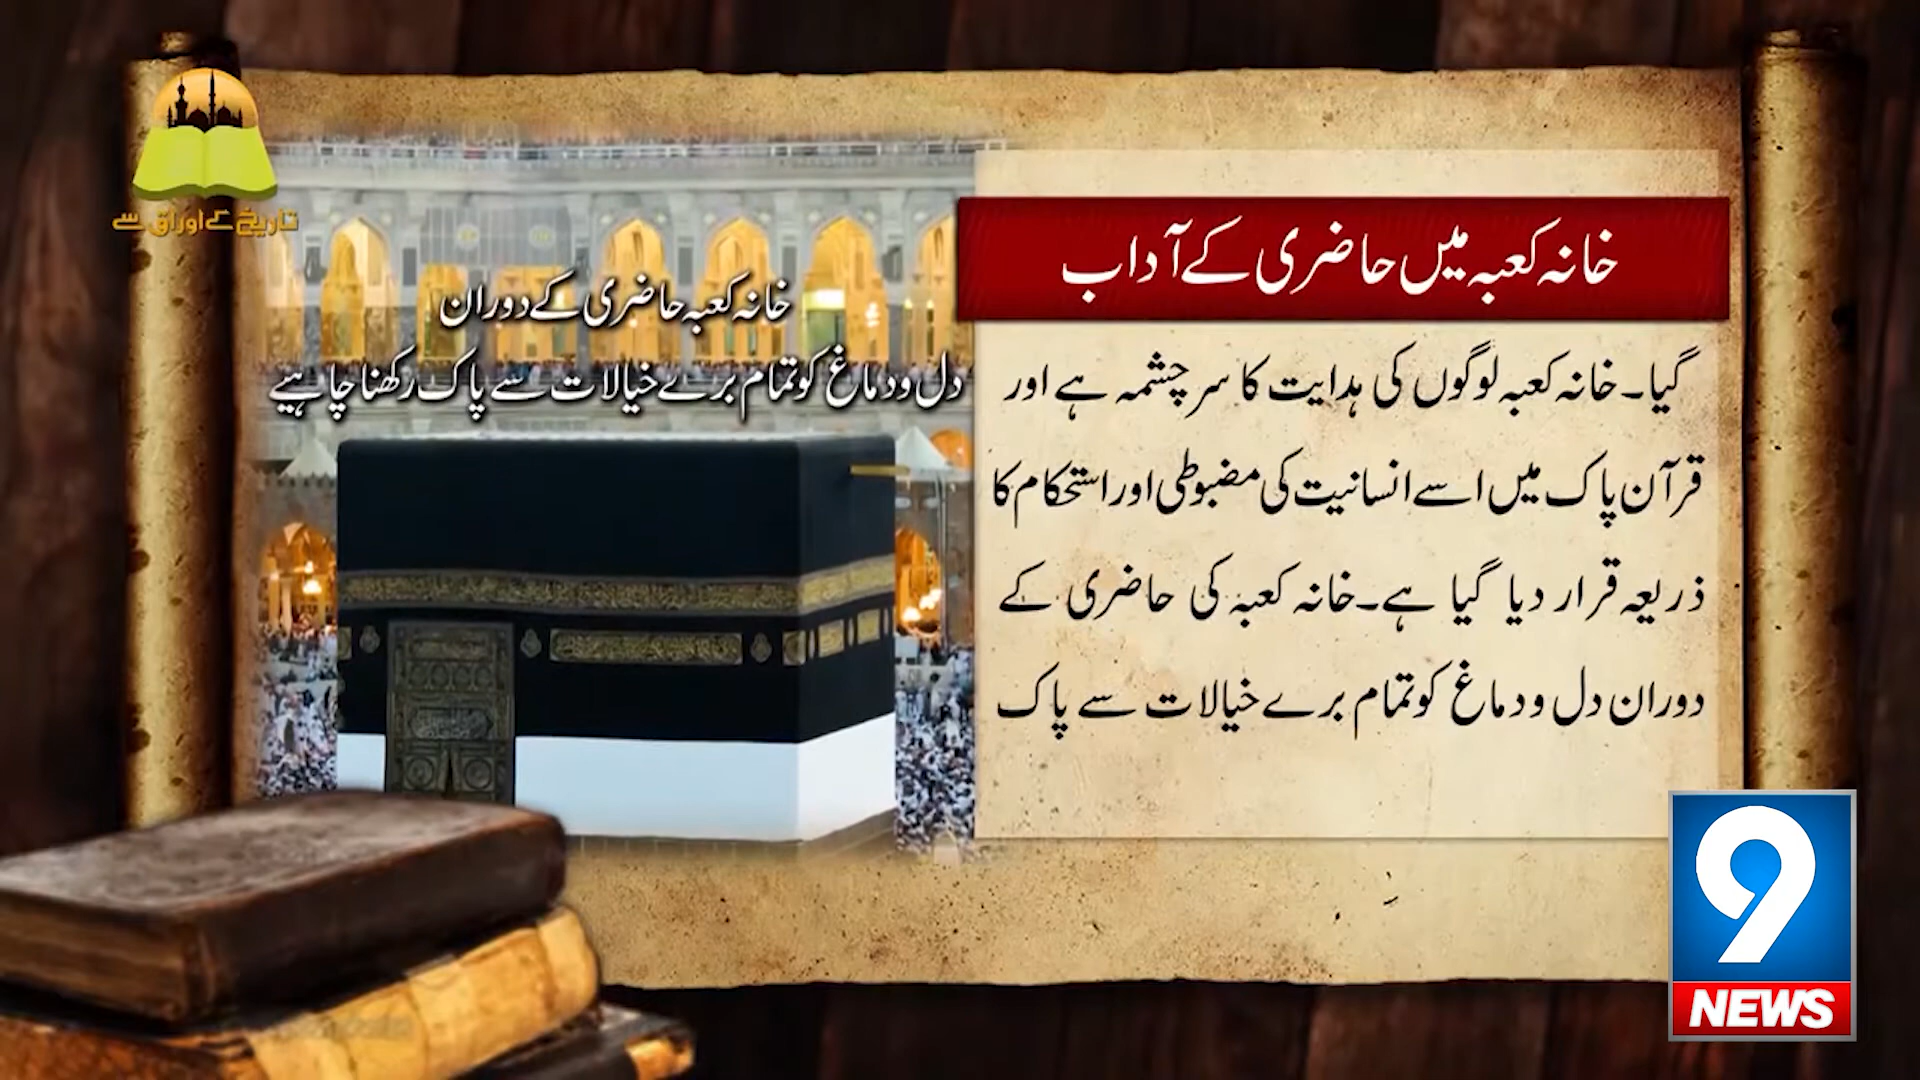 تاریخ کے اوراق سے
خانہ کعبہ میں حاضری کے آداب
خانہ کعبہ حاضری کے دوران
دل و دماغ کو تمام برے خیالات سے پاک رکھنا چاہیے
گیا۔ خانہ کعبہ لوگوں کی ہدایت کا سر چشمہ ہے اور
قرآن پاک میں اسے انسانیت کی مضبوطی اور استحکام کا
ذریعہ قرار دیا گیا ہے۔ خانہ کعبہ کی حاضری کے
دوران دل و دماغ کو تمام برے خیالات سے پاک
9
NEWS